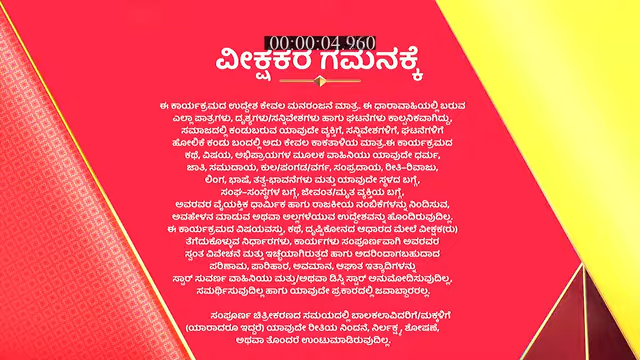 00:00:04.960
ವೀಕ್ಷಕರ ಗಮನಕ್ಕೆ
ಈ ಕಾರ್ಯಕ್ರಮದ ಉದ್ದೇಶ ಕೇವಲ ಮನರಂಜನೆ ಮಾತ್ರ. ಈ ಧಾರಾವಾಹಿಯಲ್ಲಿ ಬರುವ
ಎಲ್ಲಾ ಪಾತ್ರಗಳು, ದೃಶ್ಯಗಳು/ಸನ್ನಿವೇಶಗಳು ಹಾಗು ಘಟನೆಗಳು ಕಾಲ್ಪನಿಕವಾಗಿದ್ದು,
ಸಮಾಜದಲ್ಲಿ ಕಂಡುಬರುವ ಯಾವುದೇ ವ್ಯಕ್ತಿಗೆ, ಸನ್ನಿವೇಶಗಳಿಗೆ, ಘಟನೆಗಳಿಗೆ
ಹೋಲಿಕೆ ಕಂಡು ಬಂದಲ್ಲಿ ಅದು ಕೇವಲ ಕಾಕತಾಳಿಯ ಮಾತ್ರ.ಈ ಕಾರ್ಯಕ್ರಮದ
ಕಥೆ, ವಿಷಯ, ಅಭಿಪ್ರಾಯಗಳ ಮೂಲಕ ವಾಹಿನಿಯು ಯಾವುದೇ ಧರ್ಮ,
ಜಾತಿ, ಸಮುದಾಯ, ಕುಲ/ಪಂಗಡ/ವರ್ಗ, ಸಂಪ್ರದಾಯ, ರೀತಿ-ರಿವಾಜು,
ಲಿಂಗ, ಭಾಷೆ, ತತ್ವ-ಭಾವನೆಗಳು ಮತ್ತು ಯಾವುದೇ ಸ್ಥಳದ ಬಗ್ಗೆ,
ಸಂಘ-ಸಂಸ್ಥೆಗಳ ಬಗ್ಗೆ, ಜೀವಂತ/ಮೃತ ವ್ಯಕ್ತಿಯ ಬಗ್ಗೆ,
ಅವರವರ ವೈಯಕ್ತಿಕ ಧಾರ್ಮಿಕ ಹಾಗು ರಾಜಕೀಯ ನಂಬಿಕೆಗಳನ್ನು ನಿಂದಿಸುವ,
ಅವಹೇಳನ ಮಾಡುವ ಅಥವಾ ಅಲ್ಲಗಳೆಯುವ ಉದ್ದೇಶವನ್ನು ಹೊಂದಿರುವುದಿಲ್ಲ.
ಈ ಕಾರ್ಯಕ್ರಮದ ವಿಷಯವಸ್ತು, ಕಥೆ, ದೃಷ್ಟಿಕೋನದ ಆಧಾರದ ಮೇಲೆ ವೀಕ್ಷಕ(ರು)
ತೆಗೆದುಕೊಳ್ಳುವ ನಿರ್ಧಾರಗಳು, ಕಾರ್ಯಗಳು ಸಂಪೂರ್ಣವಾಗಿ ಅವರವರ
ಸ್ವಂತ ವಿವೇಚನೆ ಮತ್ತು ಇಚ್ಛೆಯಾಗಿರುತ್ತದೆ ಹಾಗು ಅದರಿಂದಾಗಬಹುದಾದ
ಪರಿಣಾಮ, ಪಾರಿಹಾರ, ಅವಮಾನ, ಆಘಾತ ಇತ್ಯಾದಿಗಳನ್ನು
ಸ್ಟಾರ್ ಸುವರ್ಣ ವಾಹಿನಿಯು ಮತ್ತು/ಅಥವಾ ಡಿಸ್ನಿ ಸ್ಟಾರ್ ಅನುಮೋದಿಸುವುದಿಲ್ಲ,
ಸಮರ್ಥಿಸುವುದಿಲ್ಲ ಹಾಗು ಯಾವುದೇ ಪ್ರಕಾರದಲ್ಲಿ ಜವಾಬ್ದಾರರಲ್ಲ.
ಸಂಪೂರ್ಣ ಚಿತ್ರೀಕರಣದ ಸಮಯದಲ್ಲಿ ಬಾಲಕಲಾವಿದರಿಗೆ/ಮಕ್ಕಳಿಗೆ
(ಯಾರಾದರೂ ಇದ್ದರೆ) ಯಾವುದೇ ರೀತಿಯ ನಿಂದನೆ, ನಿರ್ಲಕ್ಷ್ಯ, ಶೋಷಣೆ,
ಅಥವಾ ತೊಂದರೆ ಉಂಟುಮಾಡಿರುವುದಿಲ್ಲ.